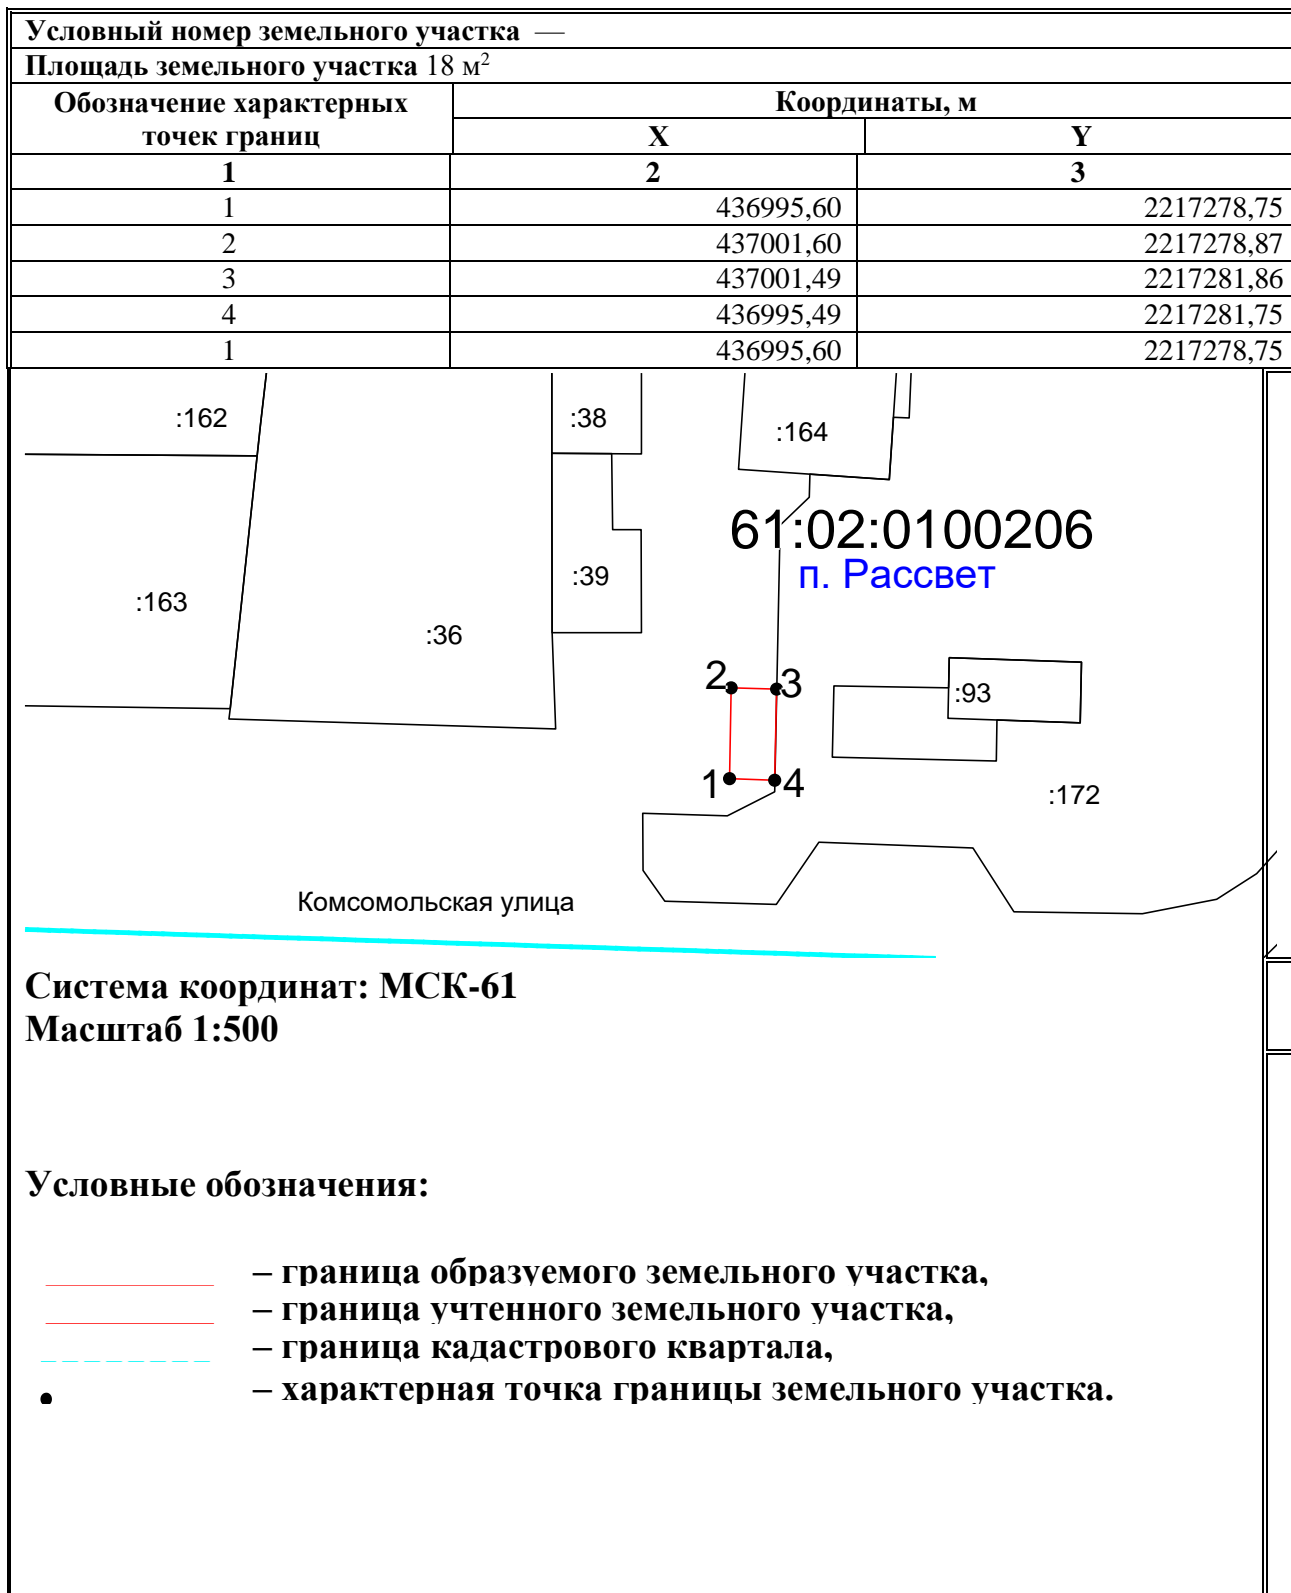 Условный номер земельного участка —
Площадь земельного участка 18 м²
Обозначение характерных точек границ Координаты, м
X Y
1 2 3
1 436995,60 2217278,75
2 437001,60 2217278,87
3 437001,49 2217281,86
4 436995,49 2217281,75
1 436995,60 2217278,75
:162
:38
:164
61:02:0100206
п. Рассвет
:39
:163
:36
2
3
:93
1
4
:172
Комсомольская улица
Система координат: МСК-61
Масштаб 1:500
Условные обозначения:
– граница образуемого земельного участка,
– граница учтенного земельного участка,
– граница кадастрового квартала,
– характерная точка границы земельного участка.